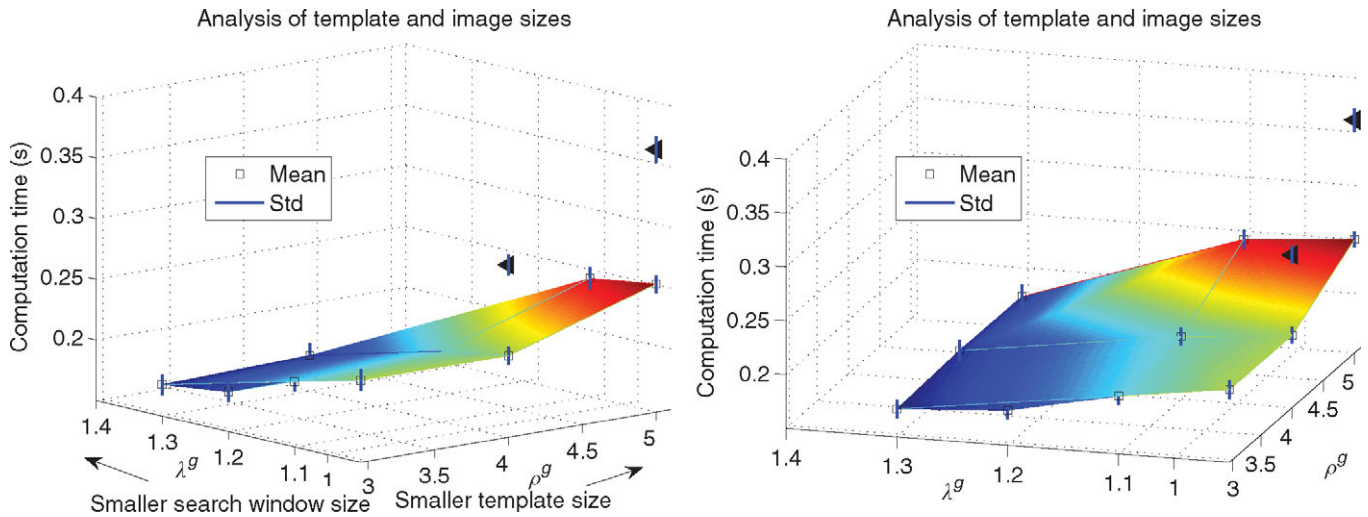 Analysis of template and image sizes
0.4
0.35
0.3
0.25
0.2
Computation time (s)
Mean
Std
1.4
1.3
1.2
1.1
1
λ^g
3
3.5
4
4.5
5
ρ^g
Smaller search window size
Smaller template size
Analysis of template and image sizes
0.4
0.35
0.3
0.25
0.2
Computation time (s)
Mean
Std
1.4
1.3
1.2
1.1
1
λ^g
3
3.5
4
4.5
5
ρ^g